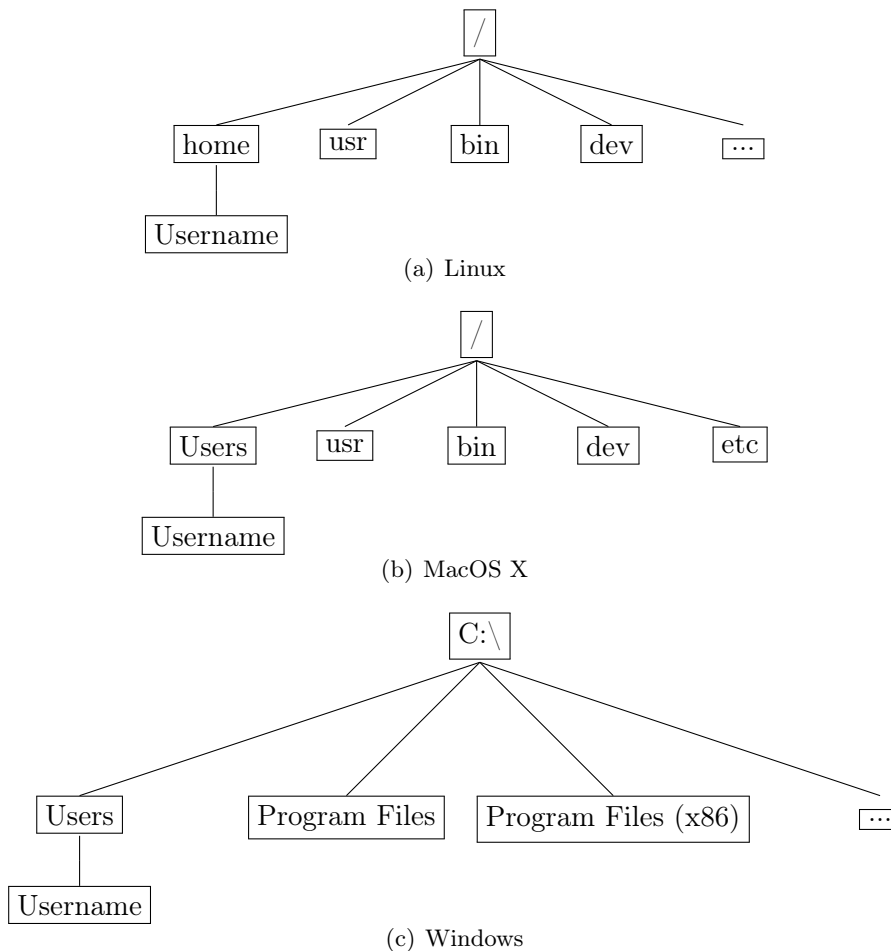 /
home usr bin dev ...
Username
(a) Linux
/
Users usr bin dev etc
Username
(b) MacOS X
C:\
Users Program Files Program Files (x86) ...
Username
(c) Windows